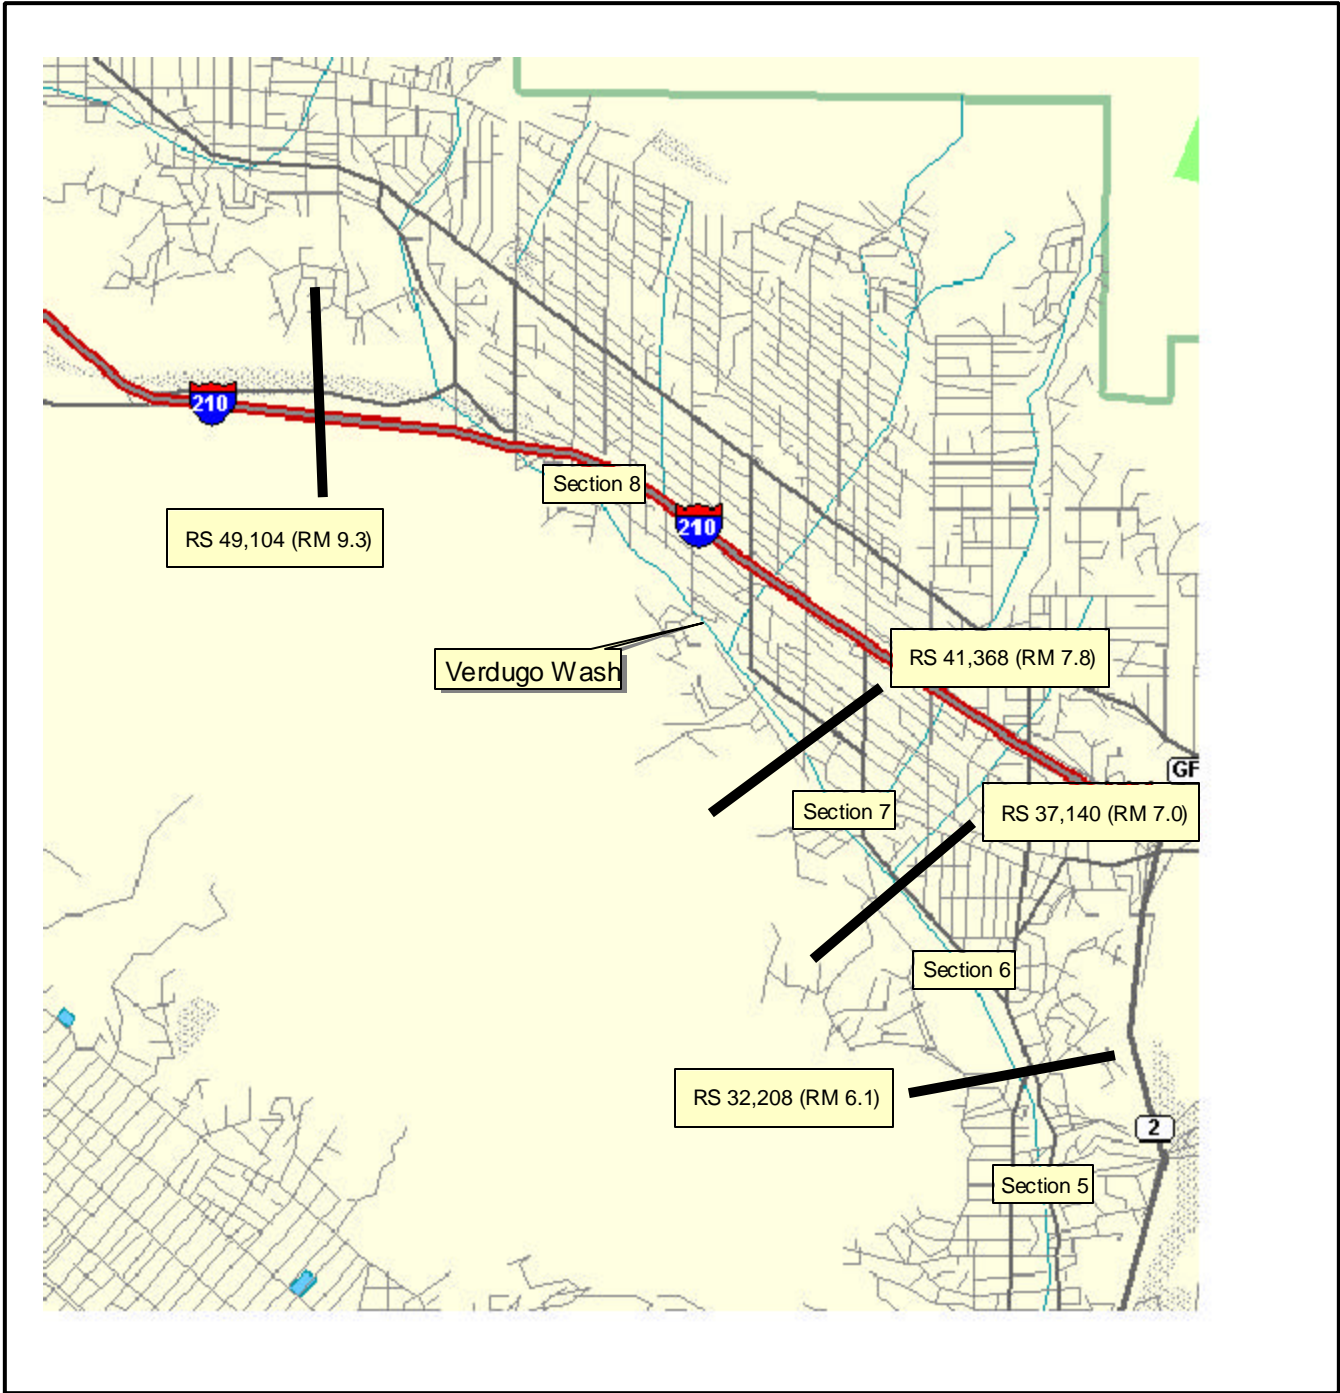 210
Section 8
210
RS 49,104 (RM 9.3)
Verdugo Wash
RS 41,368 (RM 7.8)
GF
Section 7
RS 37,140 (RM 7.0)
Section 6
RS 32,208 (RM 6.1)
2
Section 5